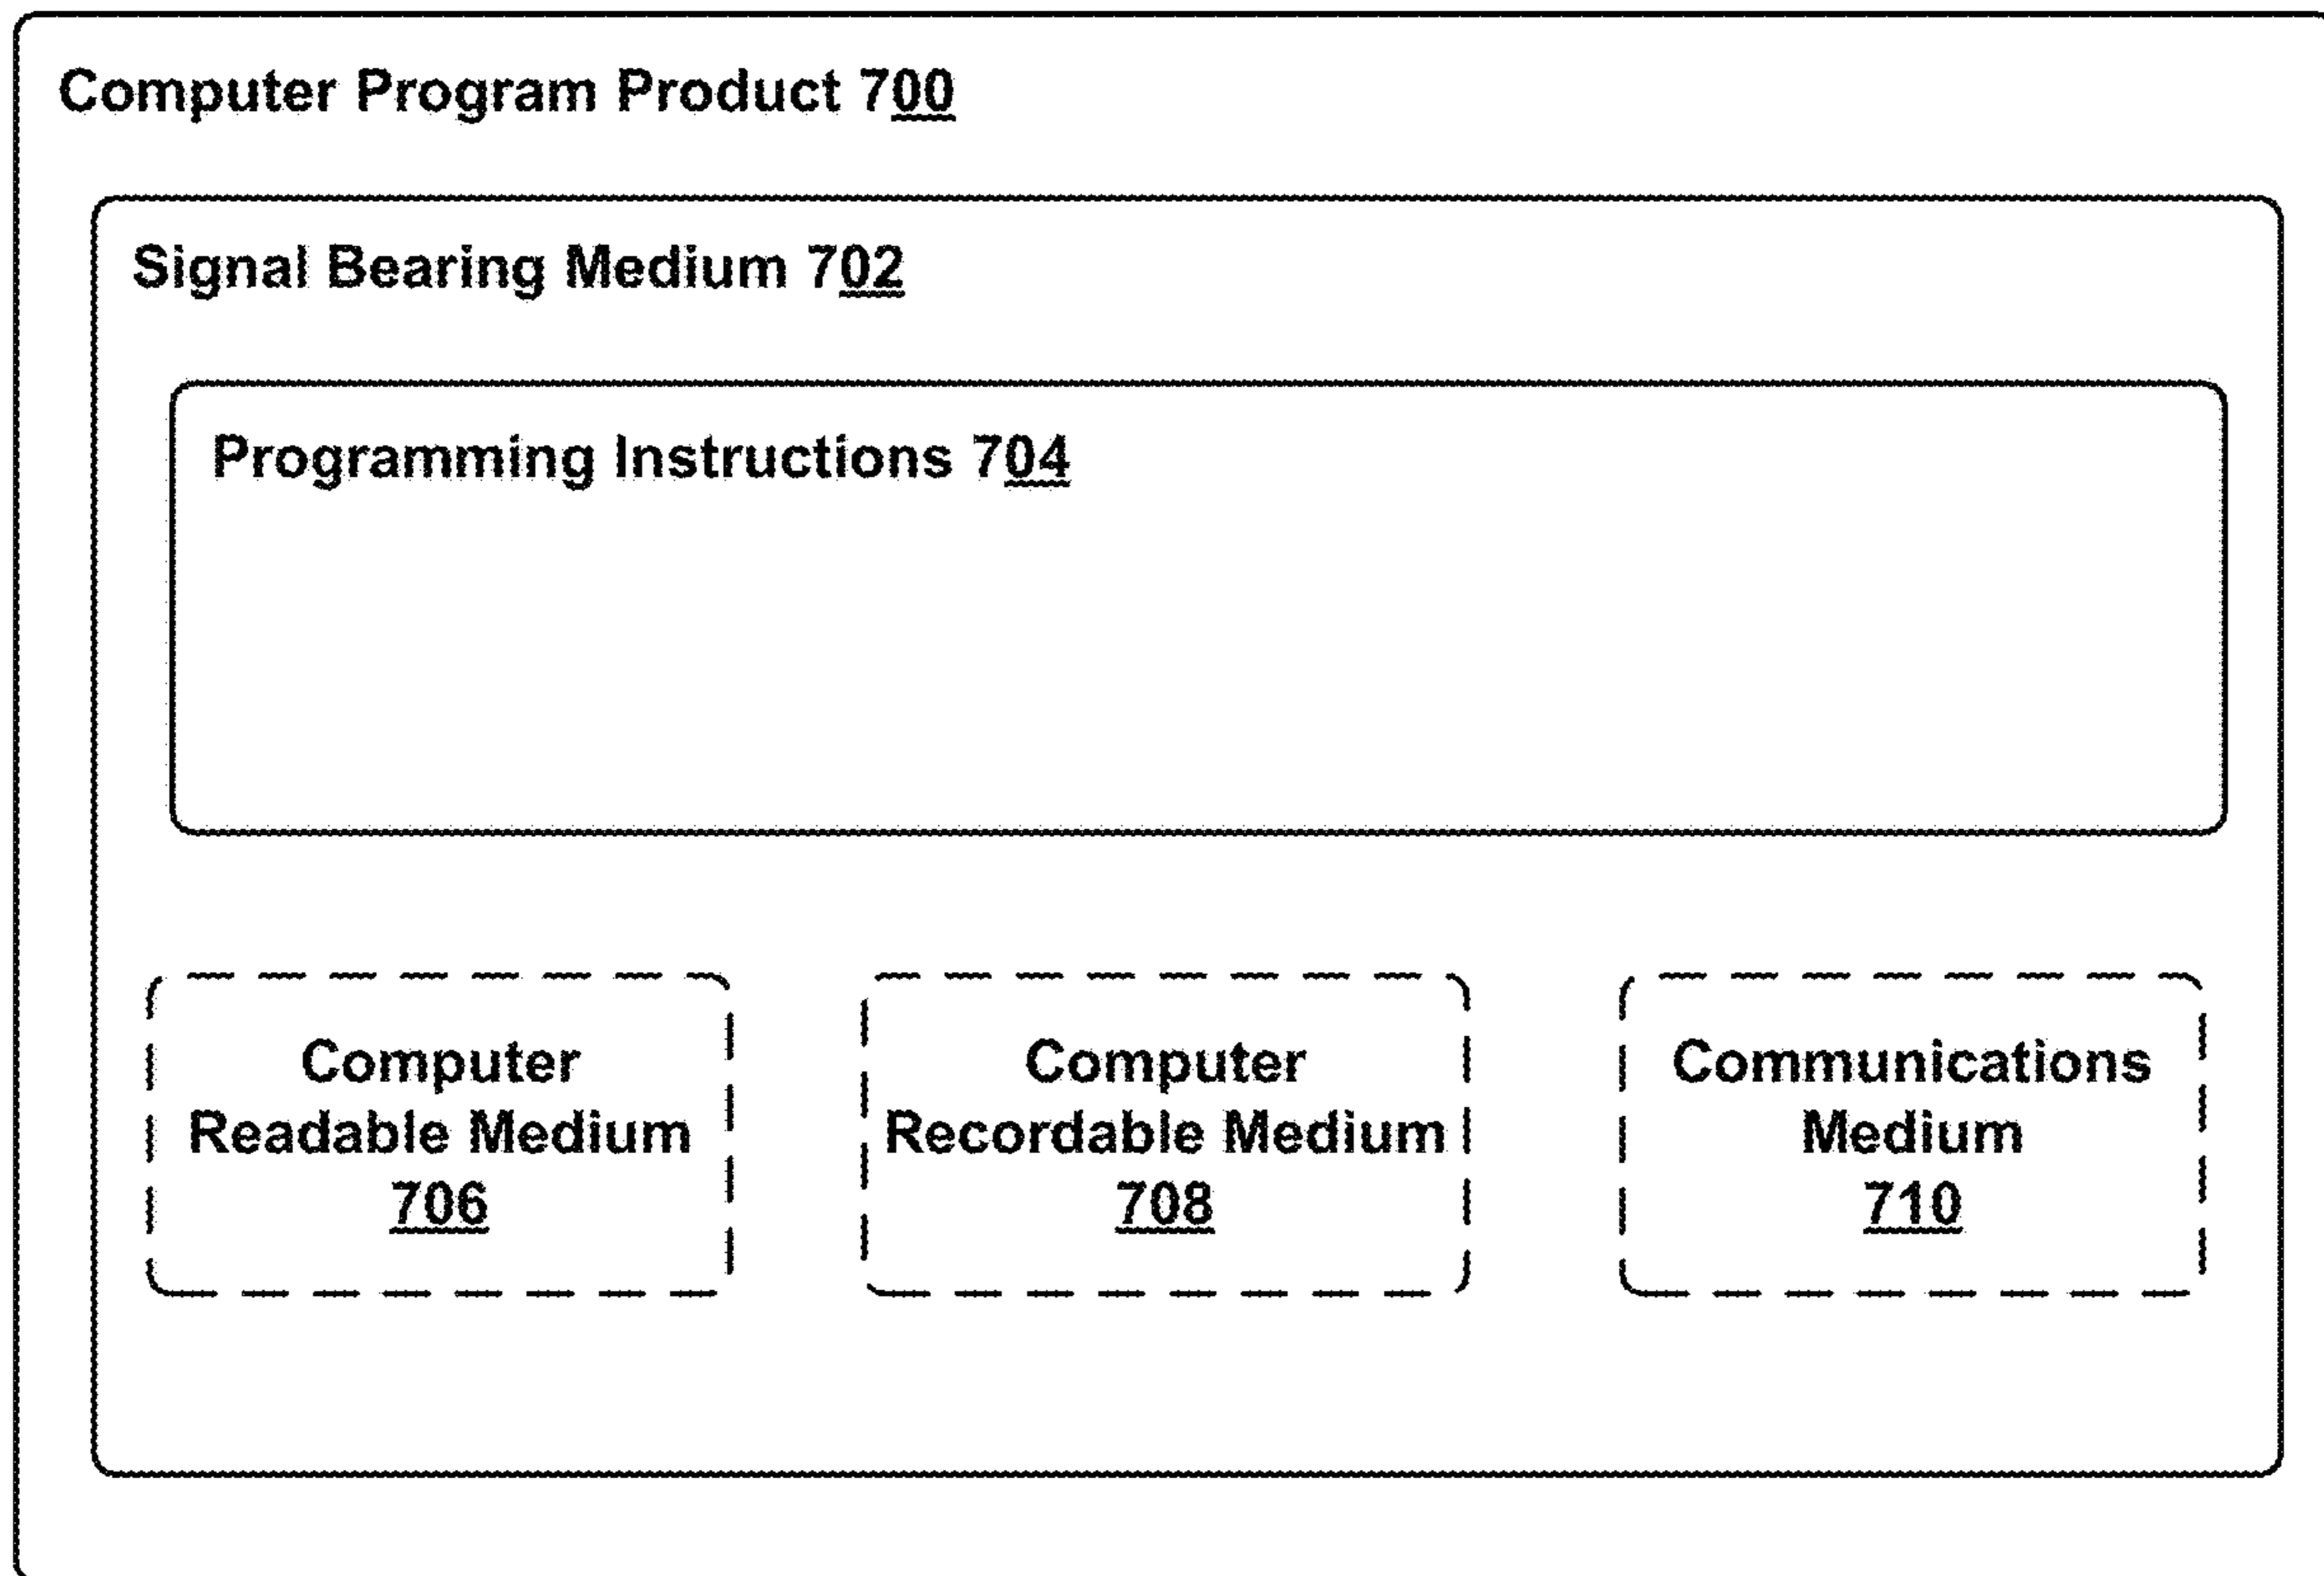 Computer Program Product 700
Signal Bearing Medium 702
Programming Instructions 704
Computer
Readable Medium
706
Computer
Recordable Medium
708
Communications
Medium
710